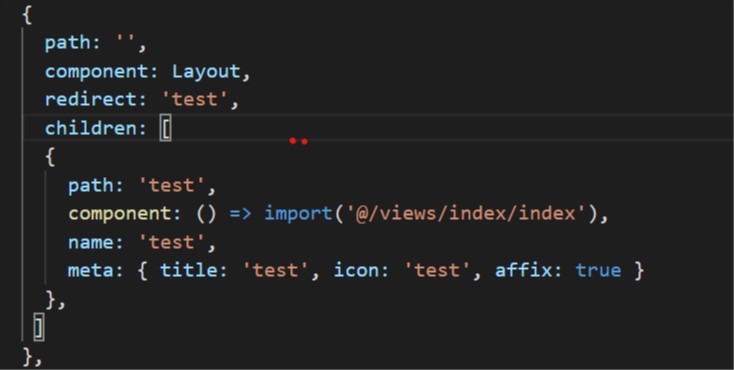 {
  path: '',
  component: Layout,
  redirect: 'test',
  children: [
  {
    path: 'test',
    component: () => import('@/views/index/index'),
    name: 'test',
    meta: { title: 'test', icon: 'test', affix: true }
  },
 ]
},